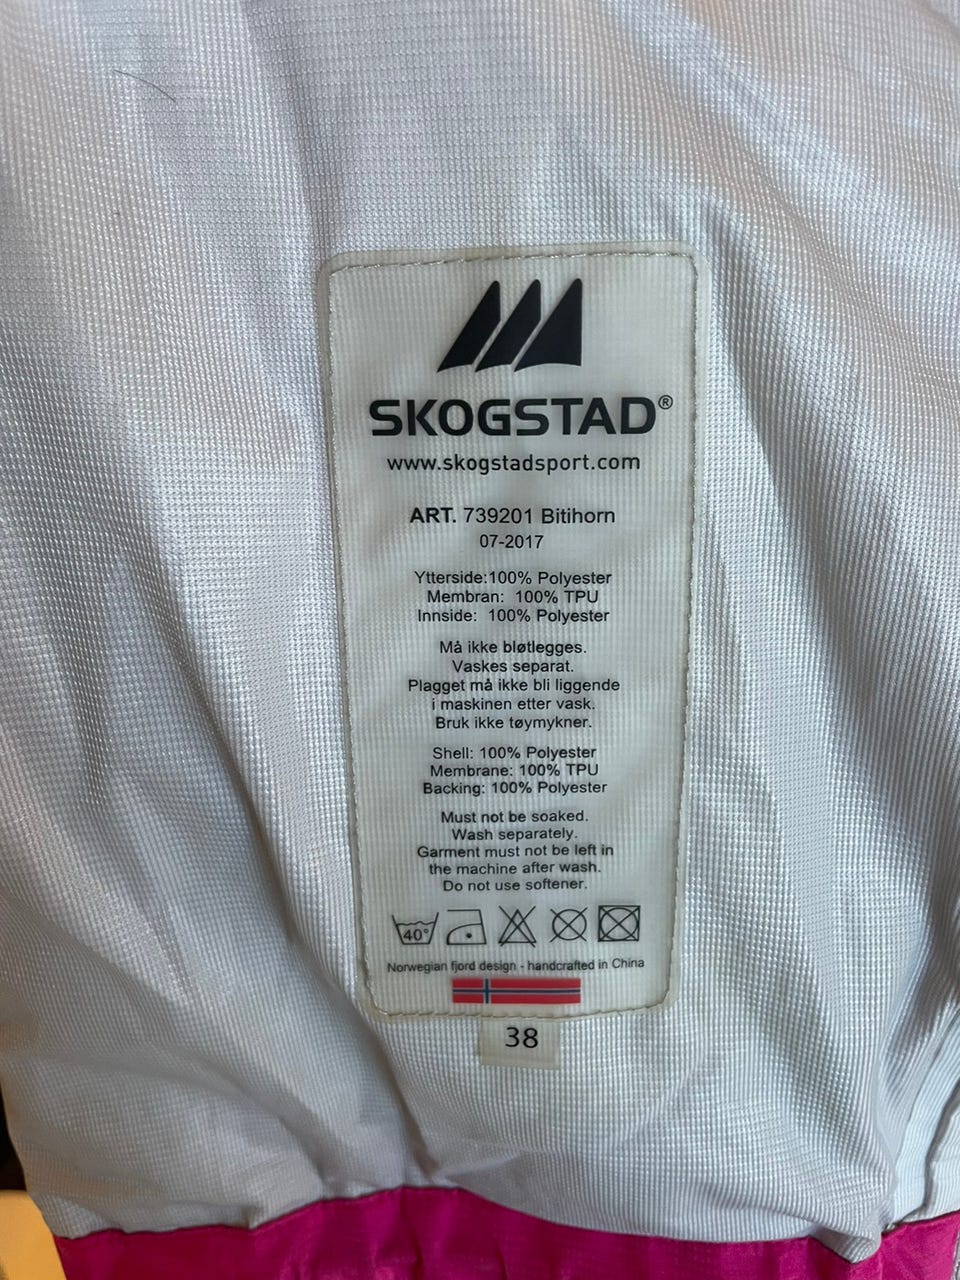 SKOGSTAD®
www.skogstadsport.com
ART. 739201 Bitihorn
07-2017
Ytterside:100% Polyester
Membran: 100% TPU
Innside: 100% Polyester
Må ikke bløtlegges.
Vaskes separat.
Plagget må ikke bli liggende
i maskinen etter vask.
Bruk ikke tøymykner.
Shell: 100% Polyester
Membrane: 100% TPU
Backing: 100% Polyester
Must not be soaked.
Wash separately.
Garment must not be left in
the machine after wash.
Do not use softener.
40°
Norwegian fjord design - handcrafted in China
38